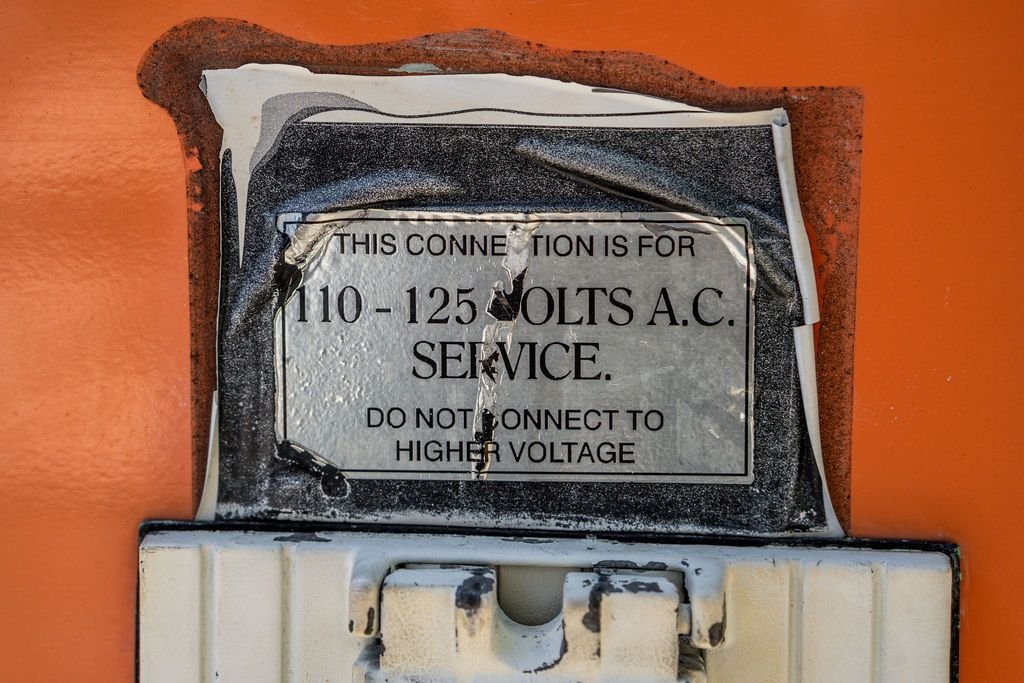 THIS CONNECTION IS FOR
110 - 125 VOLTS A.C.
SERVICE.
DO NOT CONNECT TO
HIGHER VOLTAGE